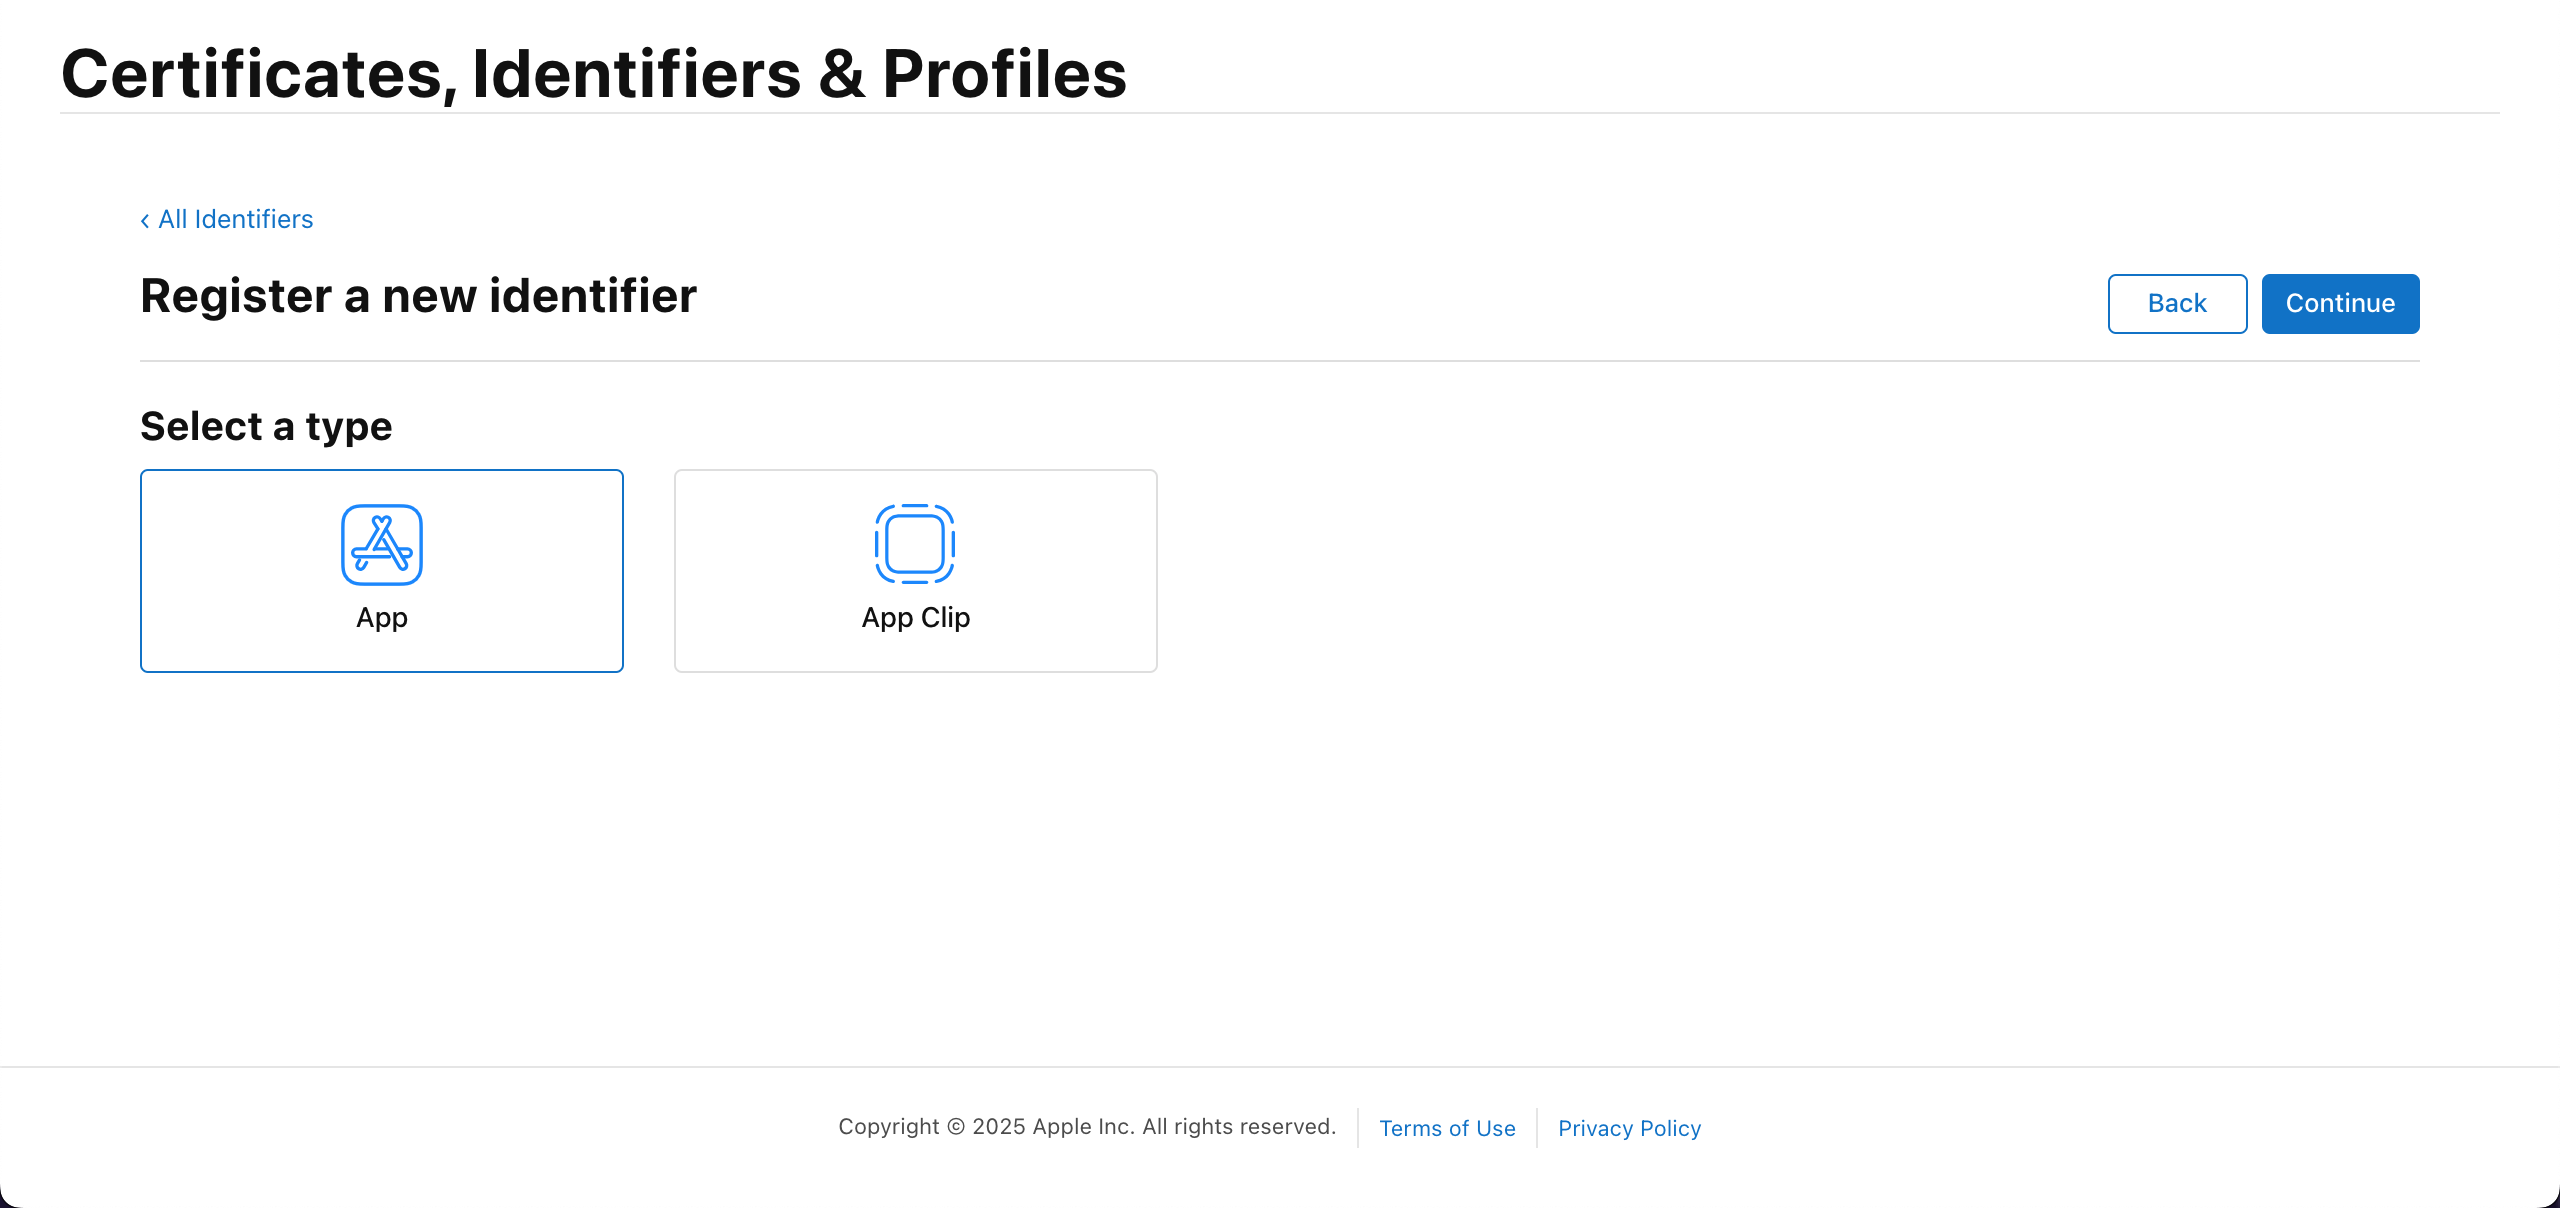 Certificates, Identifiers & Profiles
‹ All Identifiers
Register a new identifier
Back
Continue
Select a type
App
App Clip
Copyright © 2025 Apple Inc. All rights reserved.
Terms of Use
Privacy Policy